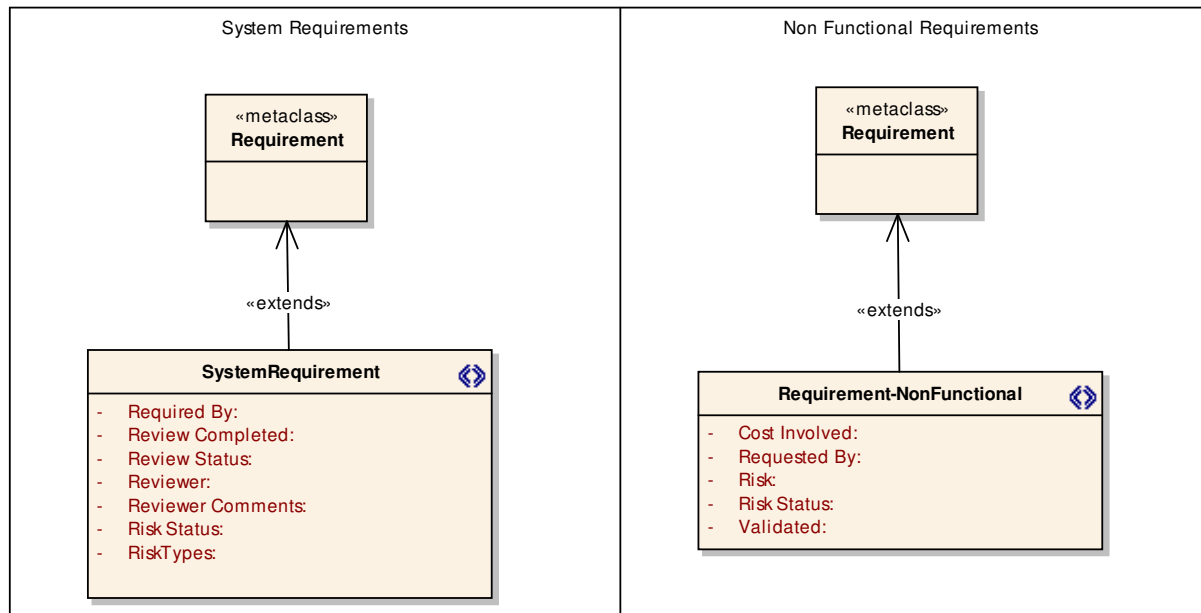 System Requirements
«metaclass»
Requirement
«extends»
SystemRequirement
- Required By:
- Review Completed:
- Review Status:
- Reviewer:
- Reviewer Comments:
- Risk Status:
- RiskTypes:
Non Functional Requirements
«metaclass»
Requirement
«extends»
Requirement-NonFunctional
- Cost Involved:
- Requested By:
- Risk:
- Risk Status:
- Validated: